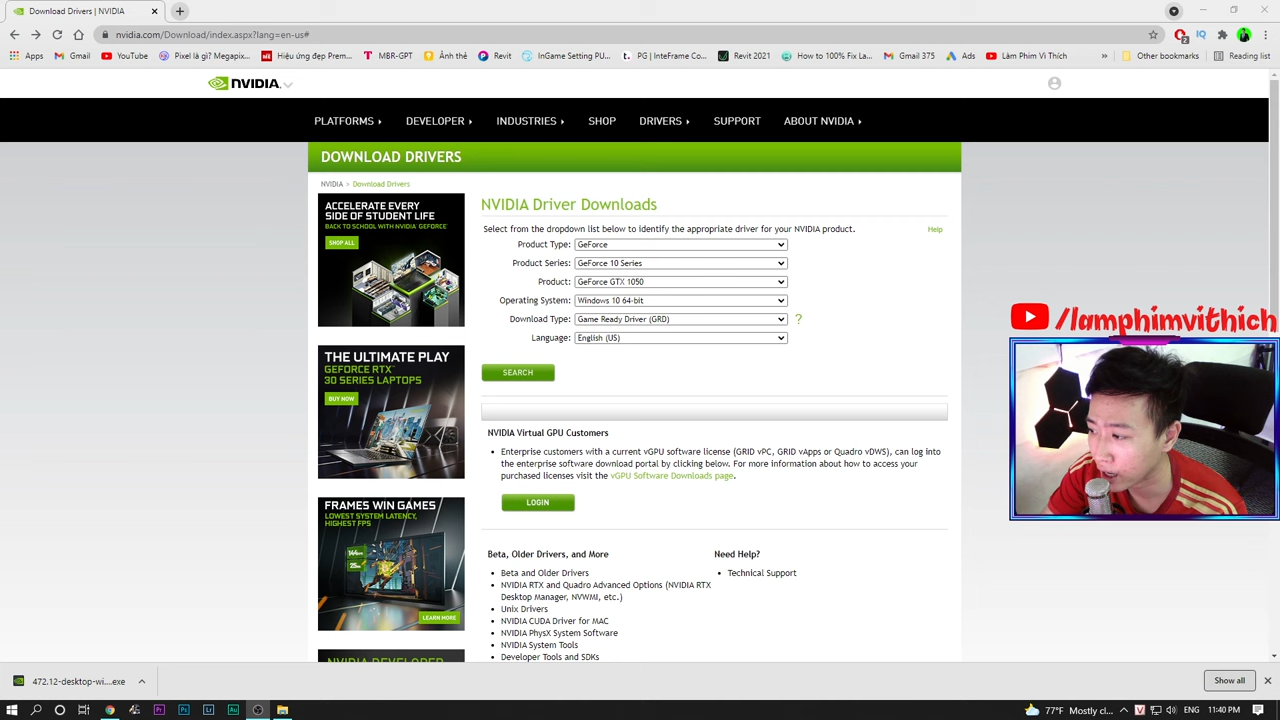 Download Drivers | NVIDIA
nvidia.com/Download/index.aspx?lang=en-us#
2
Apps
Gmail
YouTube
Pixel là gì? Megapix...
Hiệu ứng đẹp Prem...
MBR-GPT
Ảnh thẻ
Revit
InGame Setting PU...
PG | InteFrame Co...
Revit 2021
How to 100% Fix La...
Gmail 375
Ads
Làm Phim Vi Thích
»
Other bookmarks
Reading list
NVIDIA.
PLATFORMS
DEVELOPER
INDUSTRIES
SHOP
DRIVERS
SUPPORT
ABOUT NVIDIA
DOWNLOAD DRIVERS
NVIDIA > Download Drivers
ACCELERATE EVERY
SIDE OF STUDENT LIFE
BACK TO SCHOOL WITH NVIDIA GEFORCE
SHOP ALL
THE ULTIMATE PLAY
GEFORCE RTX™
30 SERIES LAPTOPS
BUY NOW
FRAMES WIN GAMES
LOWEST SYSTEM LATENCY,
HIGHEST FPS
LEARN MORE
NVIDIA DEVELOPER
NVIDIA Driver Downloads
Select from the dropdown list below to identify the appropriate driver for your NVIDIA product.
Help
Product Type: GeForce
Product Series: GeForce 10 Series
Product: GeForce GTX 1050
Operating System: Windows 10 64-bit
Download Type: Game Ready Driver (GRD) ?
Language: English (US)
SEARCH
NVIDIA Virtual GPU Customers
• Enterprise customers with a current vGPU software license (GRID vPC, GRID vApps or Quadro vDWS), can log into
the enterprise software download portal by clicking below. For more information about how to access your
purchased licenses visit the vGPU Software Downloads page.
LOGIN
Beta, Older Drivers, and More
• Beta and Older Drivers
• NVIDIA RTX and Quadro Advanced Options (NVIDIA RTX
Desktop Manager, NVWMI, etc.)
• Unix Drivers
• NVIDIA CUDA Driver for MAC
• NVIDIA PhysX System Software
• NVIDIA System Tools
• Developer Tools and SDKs
Need Help?
• Technical Support
/lamphimvithich
472.12-desktop-wi....exe
Show all
Pr
Ps
Lr
Au
77°F Mostly cl...
V
ENG
11:40 PM